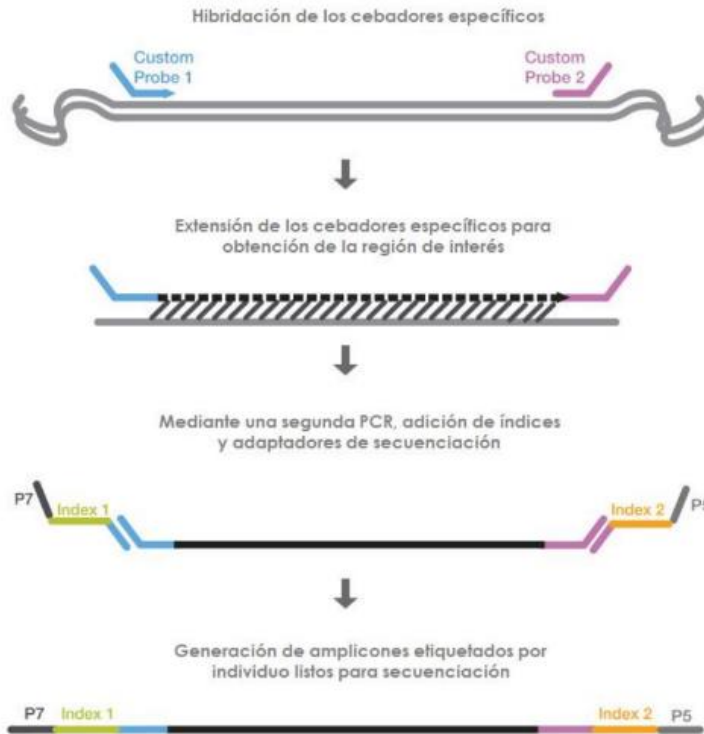 Hibridación de los cebadores específicos
Custom
Probe 1
Custom
Probe 2
Extensión de los cebadores específicos para
obtención de la región de interés
Mediante una segunda PCR, adición de índices
y adaptadores de secuenciación
P7
Index 1
Index 2
P5
Generación de amplicones etiquetados por
individuo listos para secuenciación
P7
Index 1
Index 2
P5